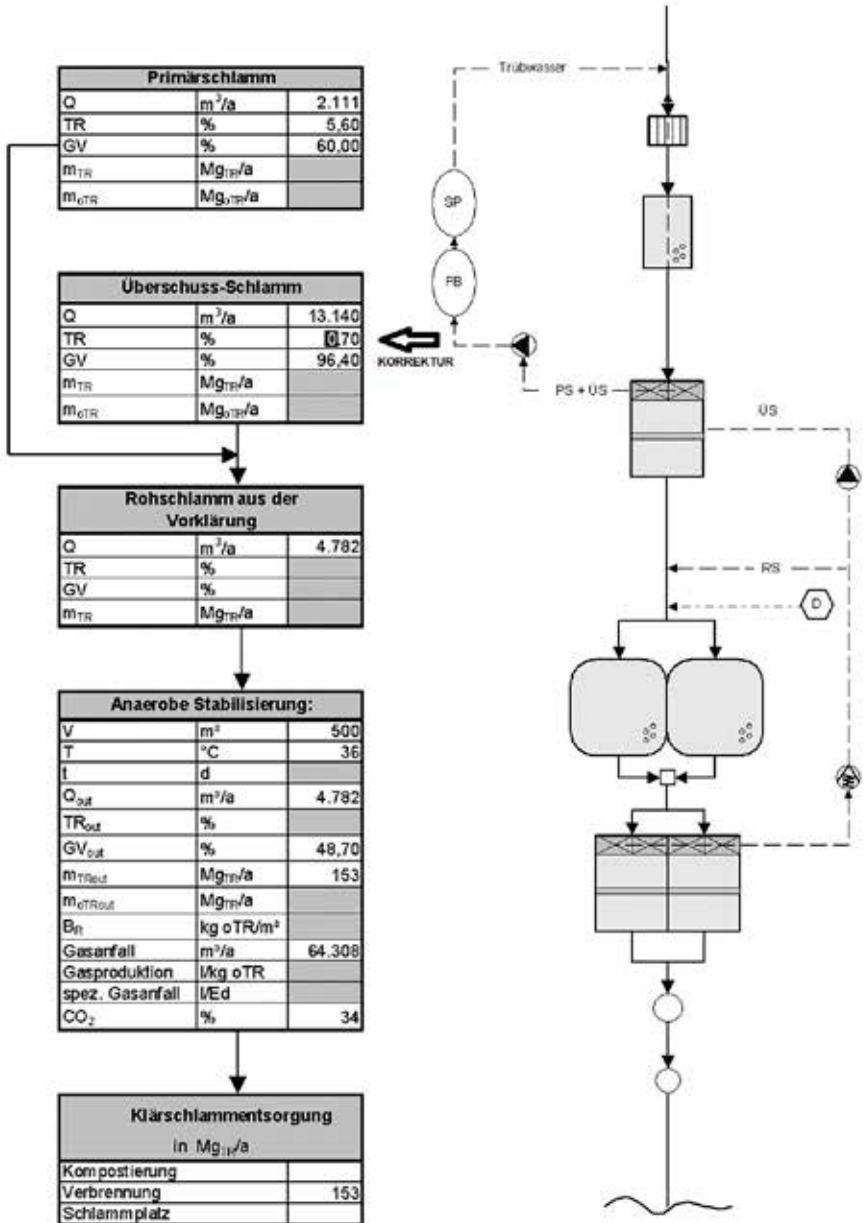 Primärschlamm
Q m³/a 2.111
TR % 5,60
GV % 60,00
mTR MgTR/a
moTR MgoTR/a
Überschuss-Schlamm
Q m³/a 13.140
TR % 0,70
GV % 96,40
mTR MgTR/a
moTR MgoTR/a
KORREKTUR
Rohschlamm aus der
Vorklärung
Q m³/a 4.782
TR %
GV %
mTR MgTR/a
Anaerobe Stabilisierung:
V m³ 500
T °C 36
t d
Qout m³/a 4.782
TRout %
GVout % 48,70
mTRout MgTR/a 153
moTRout MgTR/a
BR kg oTR/m³
Gasanfall m³/a 64.308
Gasproduktion l/kg oTR
spez. Gasanfall l/Ed
CO₂ % 34
Klärschlammentsorgung
in MgTR/a
Kompostierung
Verbrennung 153
Schlammplatz
Trübwasser
SP
FB
PS + ÜS
ÜS
RS
D